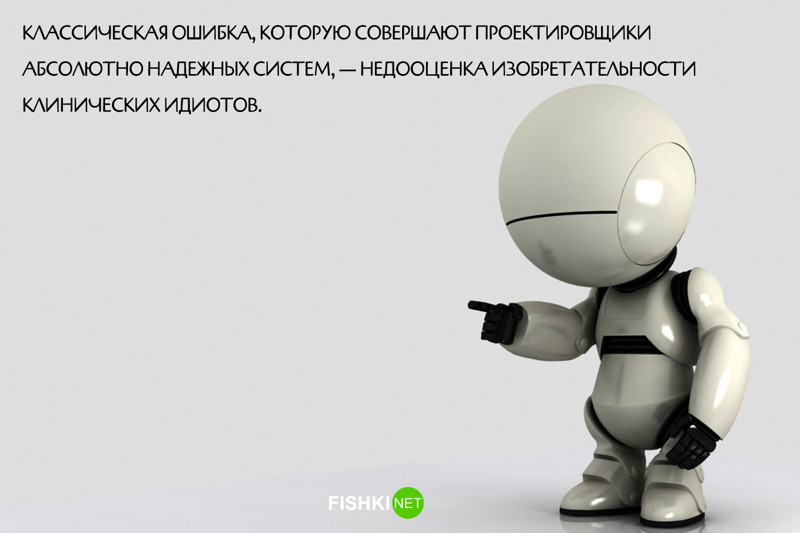 КЛАССИЧЕСКАЯ ОШИБКА, КОТОРУЮ СОВЕРШАЮТ ПРОЕКТИРОВЩИКИ
АБСОЛЮТНО НАДЕЖНЫХ СИСТЕМ, — НЕДООЦЕНКА ИЗОБРЕТАТЕЛЬНОСТИ
КЛИНИЧЕСКИХ ИДИОТОВ.
FISHKI NET